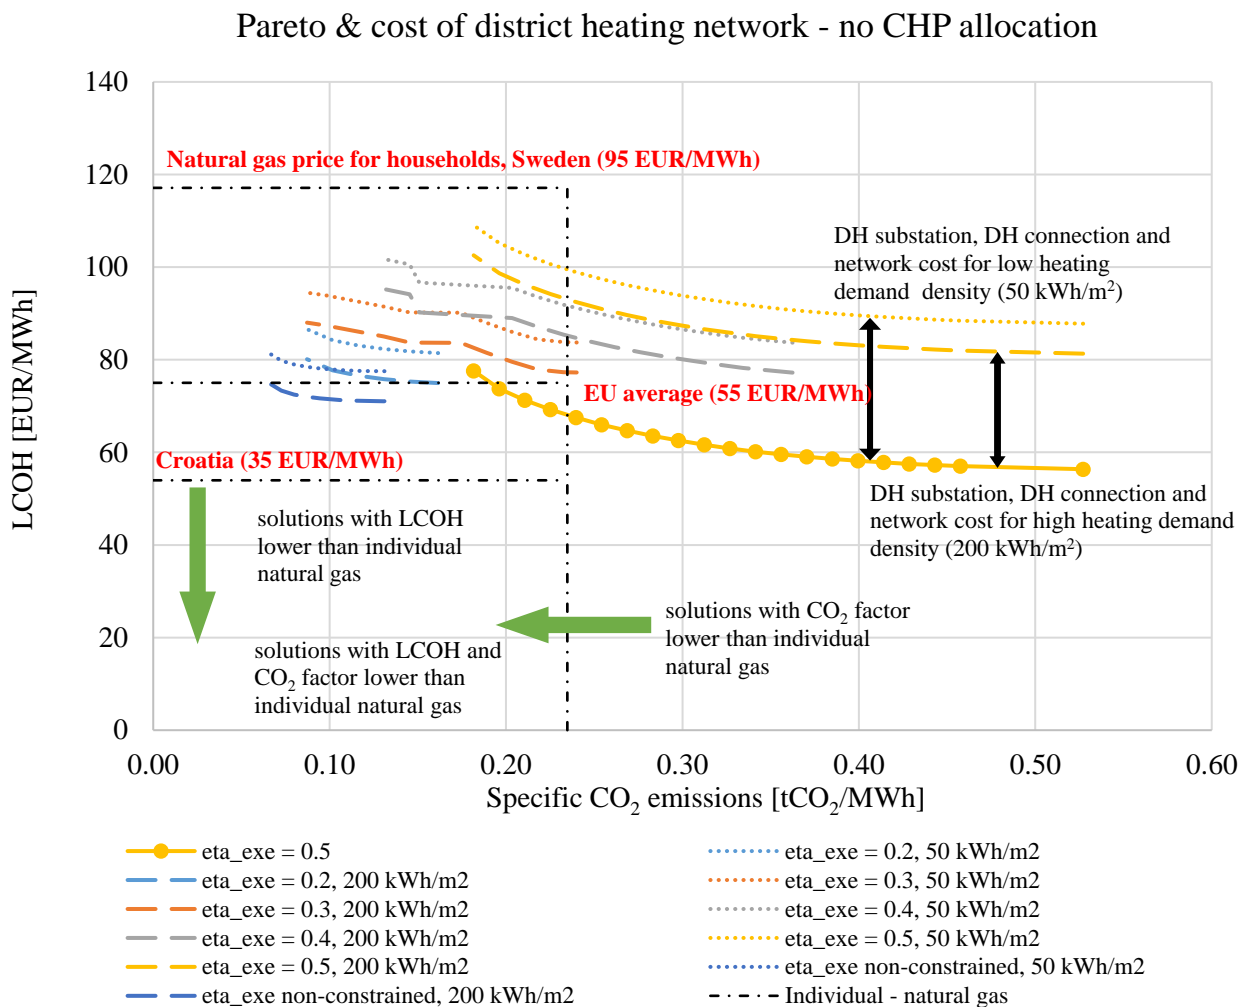 Pareto & cost of district heating network - no CHP allocation
140
120
100
80
60
40
20
0
LCOH [EUR/MWh]
Natural gas price for households, Sweden (95 EUR/MWh)
DH substation, DH connection and
network cost for low heating
demand  density (50 kWh/m²)
EU average (55 EUR/MWh)
Croatia (35 EUR/MWh)
DH substation, DH connection and
network cost for high heating demand
density (200 kWh/m²)
solutions with LCOH
lower than individual
natural gas
solutions with CO₂ factor
lower than individual
natural gas
solutions with LCOH and
CO₂ factor lower than
individual natural gas
0.00 0.10 0.20 0.30 0.40 0.50 0.60
Specific CO₂ emissions [tCO₂/MWh]
eta_exe = 0.5
eta_exe = 0.2, 50 kWh/m2
eta_exe = 0.2, 200 kWh/m2
eta_exe = 0.3, 50 kWh/m2
eta_exe = 0.3, 200 kWh/m2
eta_exe = 0.4, 50 kWh/m2
eta_exe = 0.4, 200 kWh/m2
eta_exe = 0.5, 50 kWh/m2
eta_exe = 0.5, 200 kWh/m2
eta_exe non-constrained, 50 kWh/m2
eta_exe non-constrained, 200 kWh/m2
Individual - natural gas